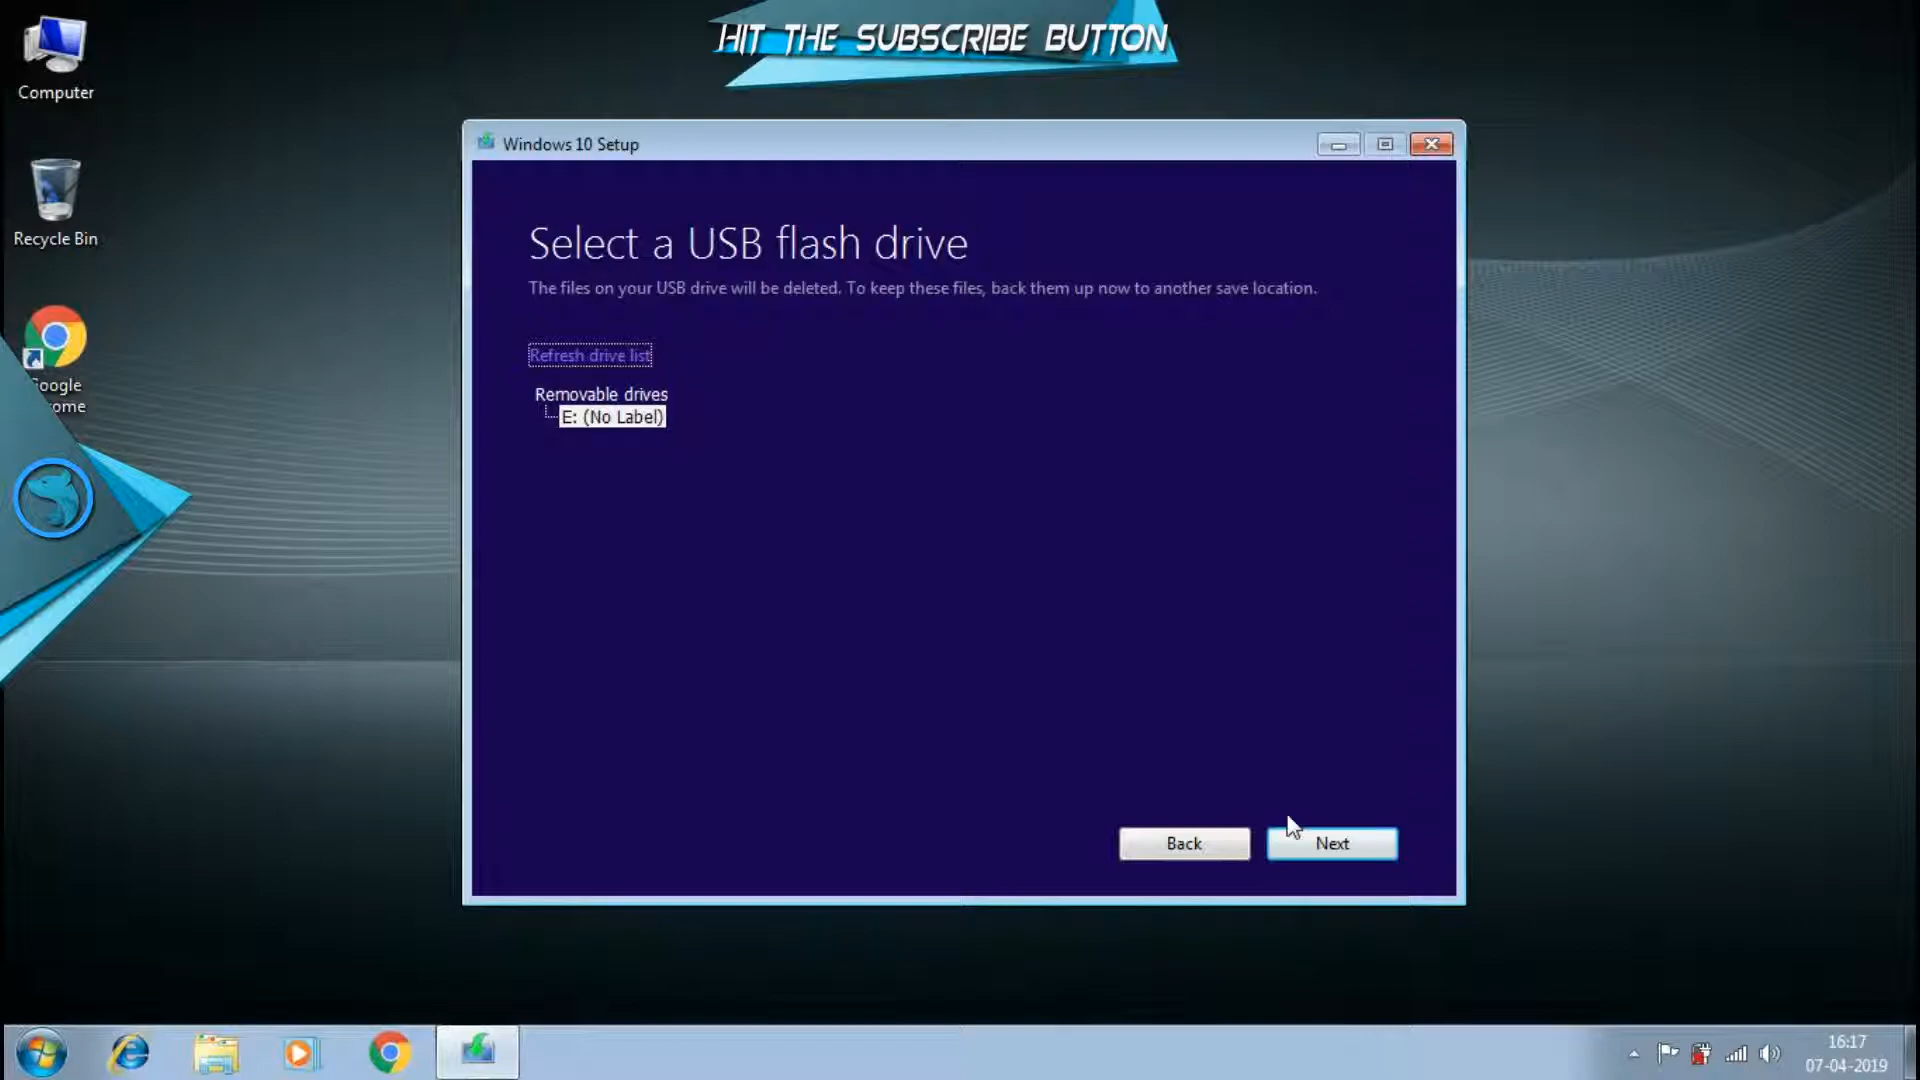 HIT THE SUBSCRIBE BUTTON
Computer
Recycle Bin
Windows 10 Setup
Select a USB flash drive
The files on your USB drive will be deleted. To keep these files, back them up now to another save location.
Refresh drive list
Removable drives
E: (No Label)
Back
Next
16:17
07-04-2019